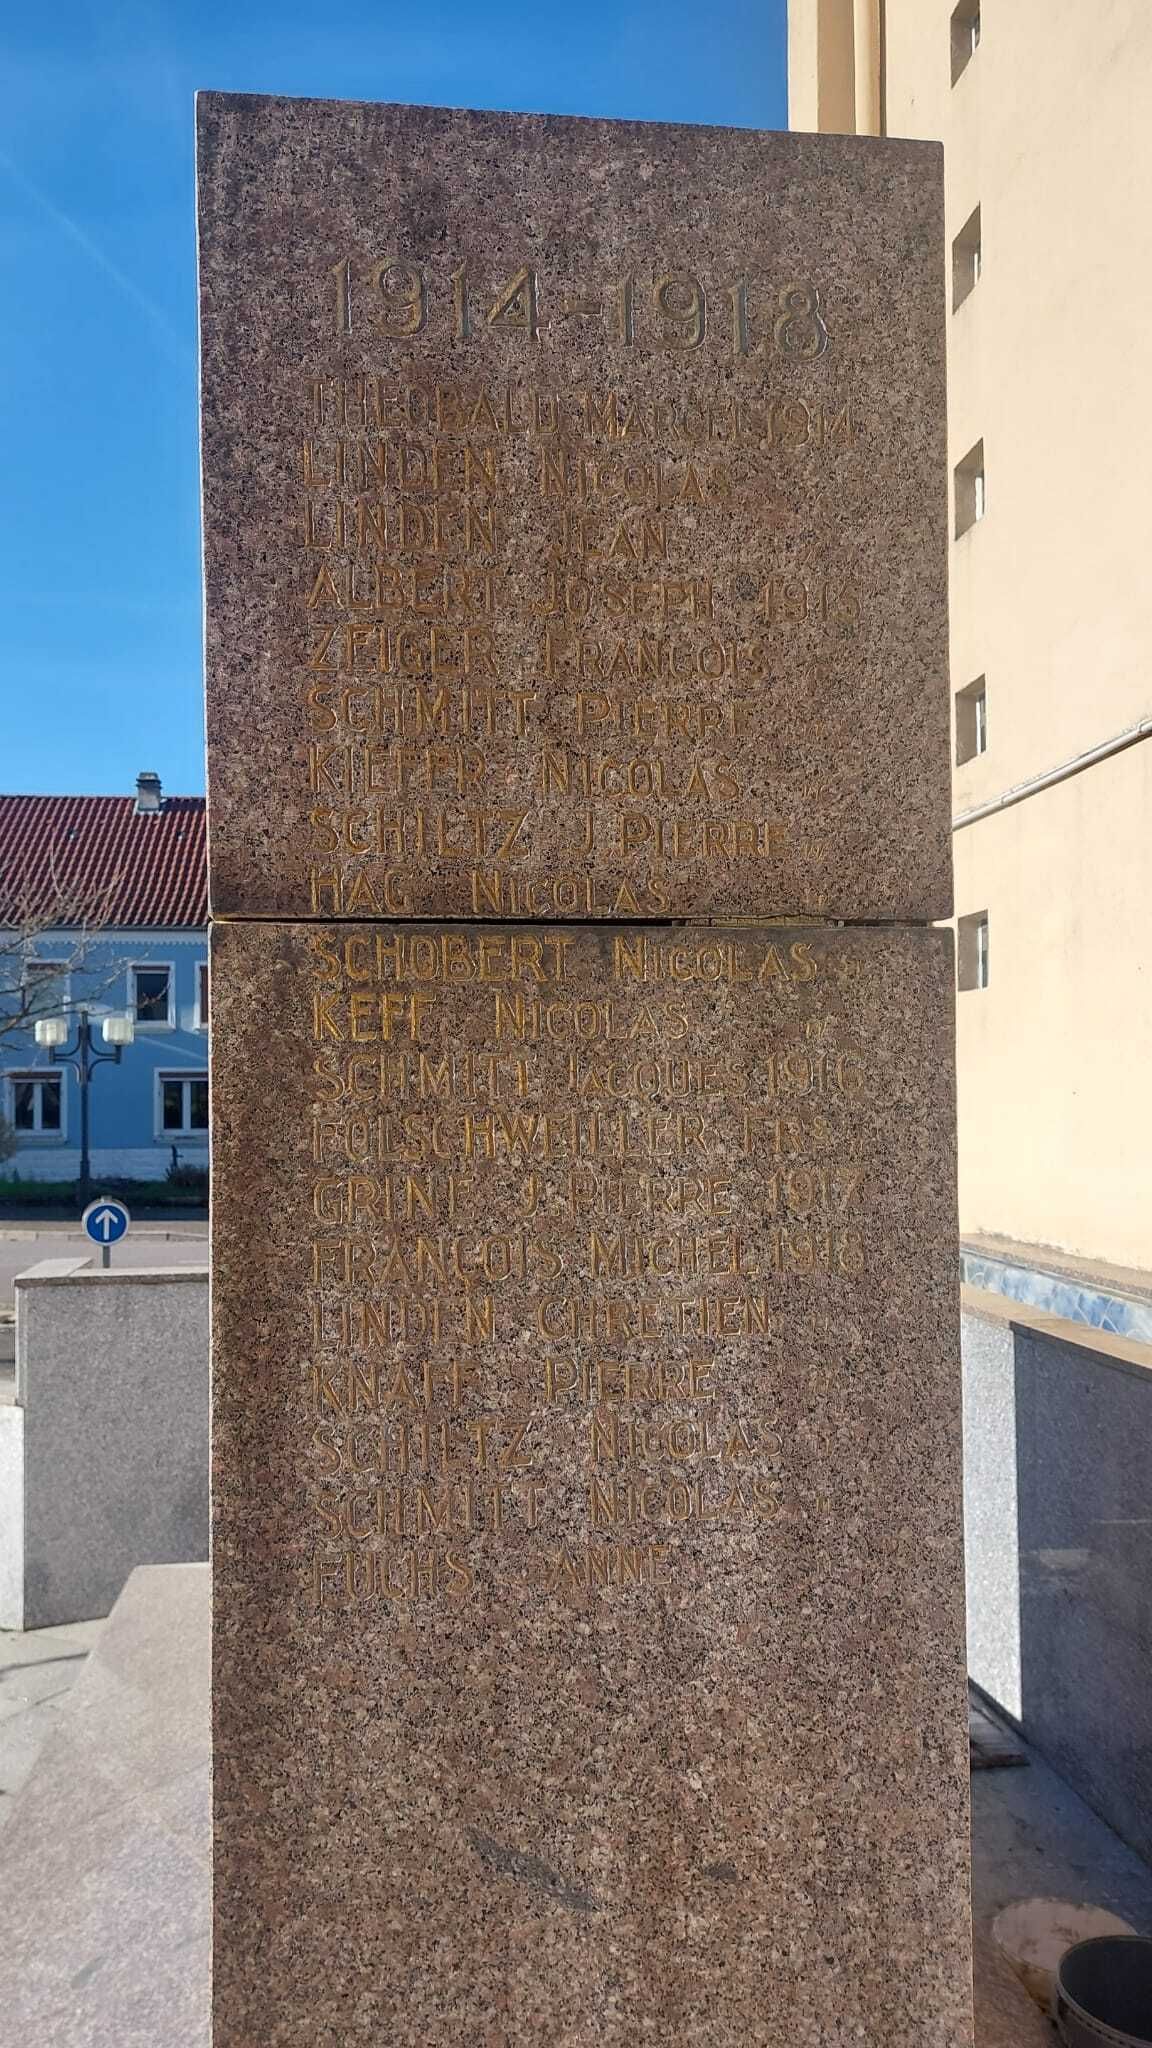 1914-1918
THEOBALD MARCEL 1914
LINDEN NICOLAS "
LINDEN JEAN "
ALBERT JOSEPH 1915
ZEIGER FRANÇOIS "
SCHMITT PIERRE "
KIEFFER NICOLAS "
SCHILTZ J.PIERRE "
HAG NICOLAS "
SCHOBERT NICOLAS "
KEFF NICOLAS "
SCHMITT JACQUES 1916
FOLSCHWEILLER FRS "
GRINE J.PIERRE 1917
FRANÇOIS MICHEL 1918
LINDEN CHRETIEN "
KNAFF PIERRE "
SCHILTZ NICOLAS "
SCHMITT NICOLAS "
FUCHS ANNE "